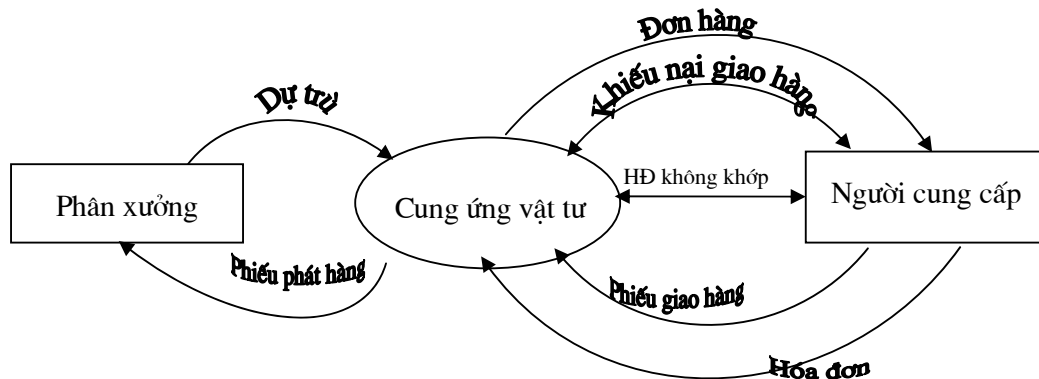 Đơn hàng
Khiếu nại giao hàng
Dự trù
HĐ không khớp
Phân xưởng
Cung ứng vật tư
Người cung cấp
Phiếu phát hàng
Phiếu giao hàng
Hóa đơn